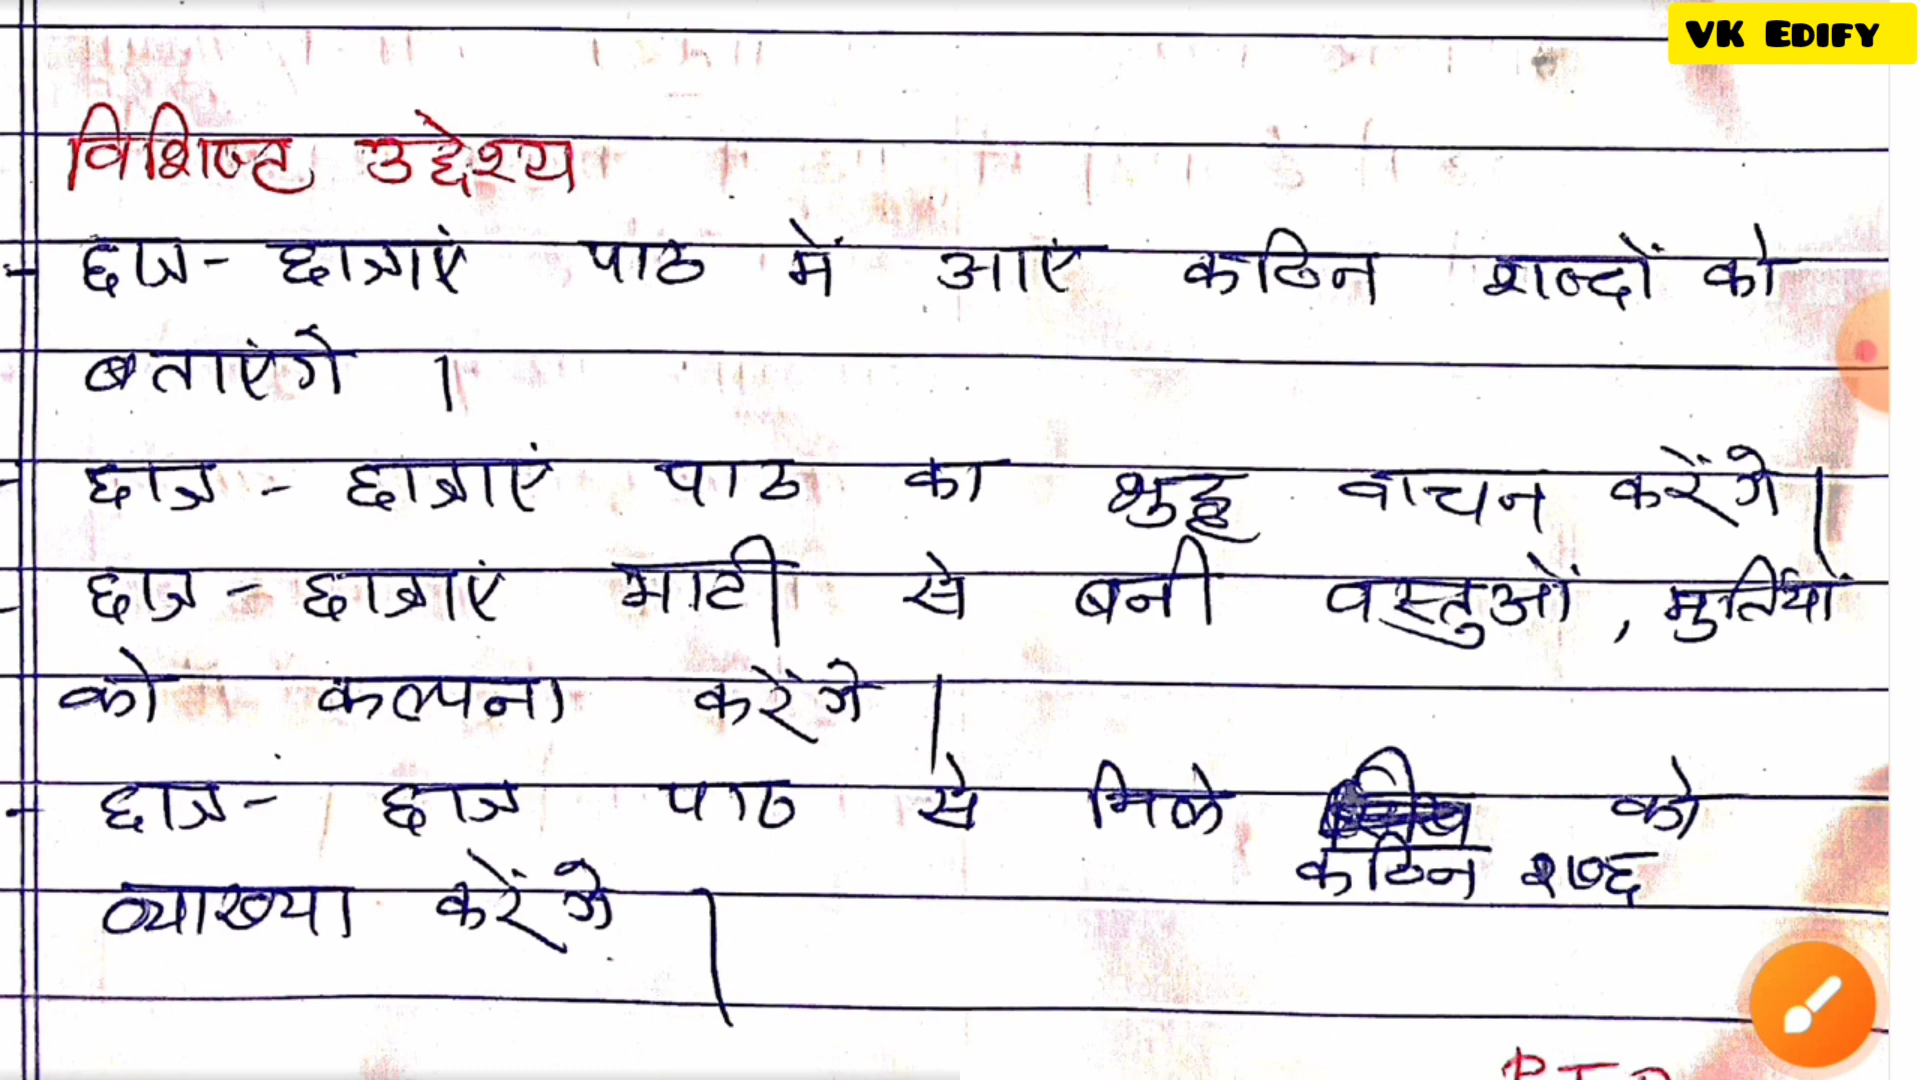 VK EDIFY
विशिष्ट उद्देश्य
- छात्र - छात्राएं पाठ में आए कठिन शब्दों को
बताएंगे ।
- छात्र - छात्राएं पाठ का शुद्ध वाचन करेंगे ।
- छात्र - छात्राएं माटी से बनी वस्तुओं , मुर्तियों
को कल्पना करेंगे ।
- छात्र - छात्र पाठ से मिले को
कठिन शब्द
व्याख्या करेंगे ।